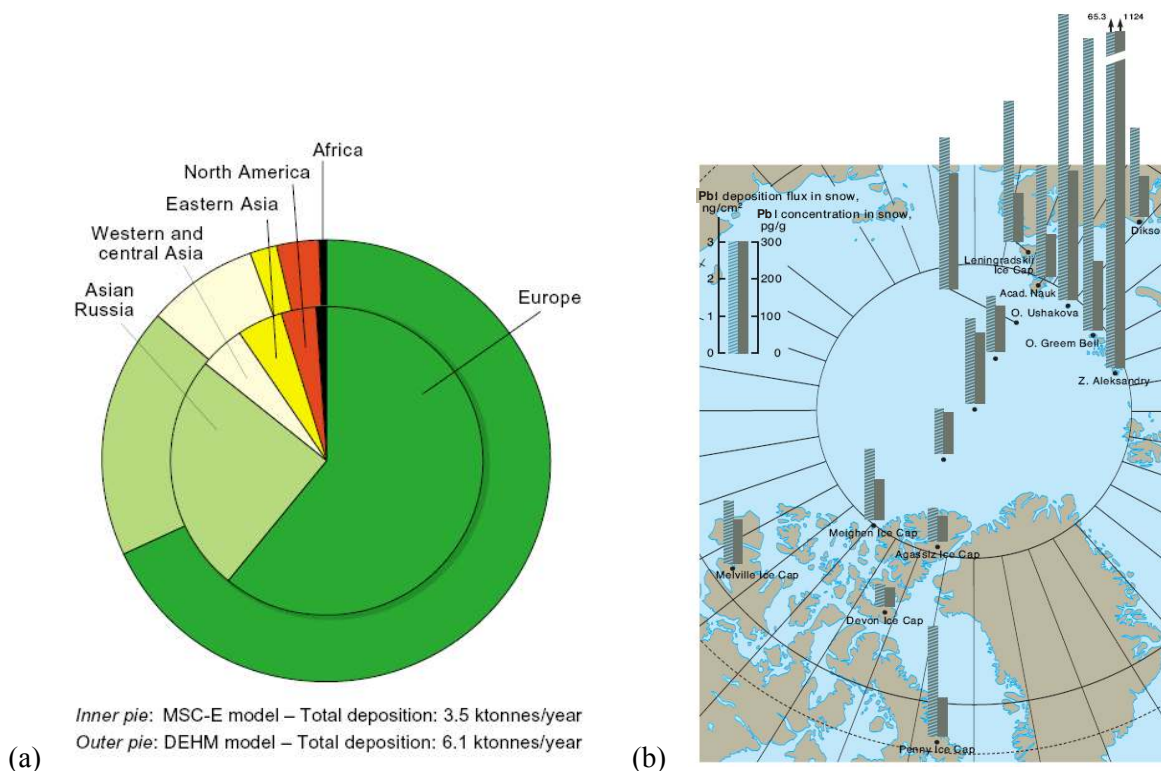 Africa
North America
Eastern Asia
Western and
central Asia
Asian
Russia
Europe
Inner pie: MSC-E model – Total deposition: 3.5 ktonnes/year
Outer pie: DEHM model – Total deposition: 6.1 ktonnes/year
(a)
65.3 1124
Pb | deposition flux in snow,
ng/cm²
Pb | concentration in snow,
pg/g
3 300
2 200
1 100
0 0
Dikso
Leningradski
Ice Cap
Acad. Nauk
O. Ushakova
O. Greem Bell
Z. Aleksandry
Meighen Ice Cap
Agassiz Ice Cap
Melville Ice Cap
Devon Ice Cap
Penny Ice Cap
(b)